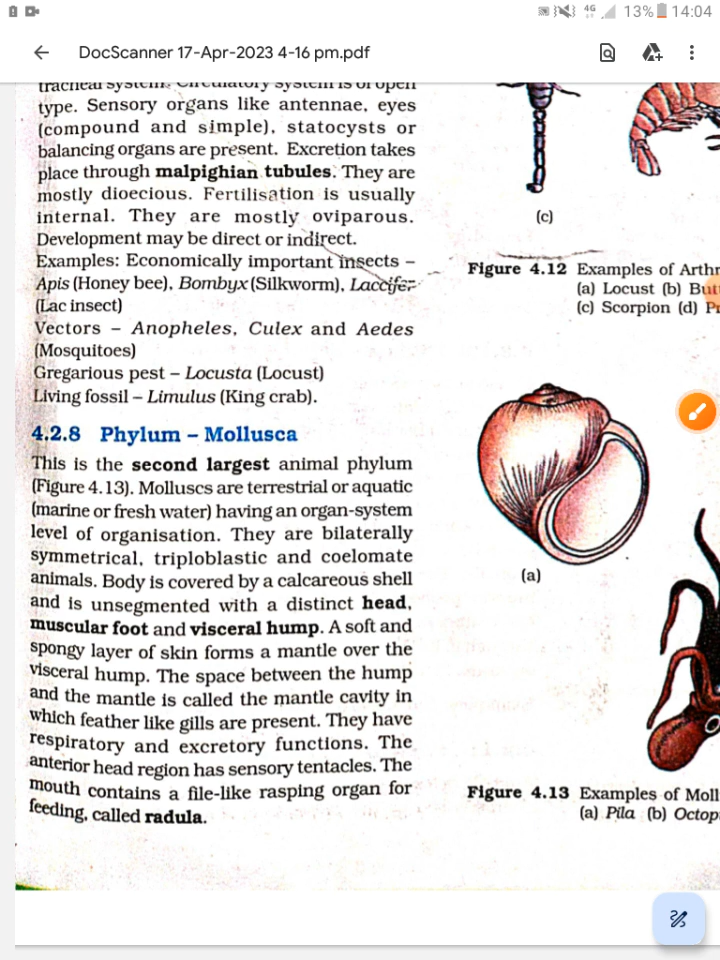 4G 13% 14:04
DocScanner 17-Apr-2023 4-16 pm.pdf
tracheal system. Circulatory system is of open
type. Sensory organs like antennae, eyes
(compound and simple), statocysts or
balancing organs are present. Excretion takes
place through malpighian tubules. They are
mostly dioecious. Fertilisation is usually
internal. They are mostly oviparous.
Development may be direct or indirect.
Examples: Economically important insects –
Apis (Honey bee), Bombyx (Silkworm), Laccifer
(Lac insect)
Vectors – Anopheles, Culex and Aedes
(Mosquitoes)
Gregarious pest – Locusta (Locust)
Living fossil – Limulus (King crab).
4.2.8 Phylum – Mollusca
This is the second largest animal phylum
(Figure 4.13). Molluscs are terrestrial or aquatic
(marine or fresh water) having an organ-system
level of organisation. They are bilaterally
symmetrical, triploblastic and coelomate
animals. Body is covered by a calcareous shell
and is unsegmented with a distinct head,
muscular foot and visceral hump. A soft and
spongy layer of skin forms a mantle over the
visceral hump. The space between the hump
and the mantle is called the mantle cavity in
which feather like gills are present. They have
respiratory and excretory functions. The
anterior head region has sensory tentacles. The
mouth contains a file-like rasping organ for
feeding, called radula.
(c)
Figure 4.12 Examples of Arthr
(a) Locust (b) But
(c) Scorpion (d) Pr
(a)
Figure 4.13 Examples of Moll
(a) Pila (b) Octop